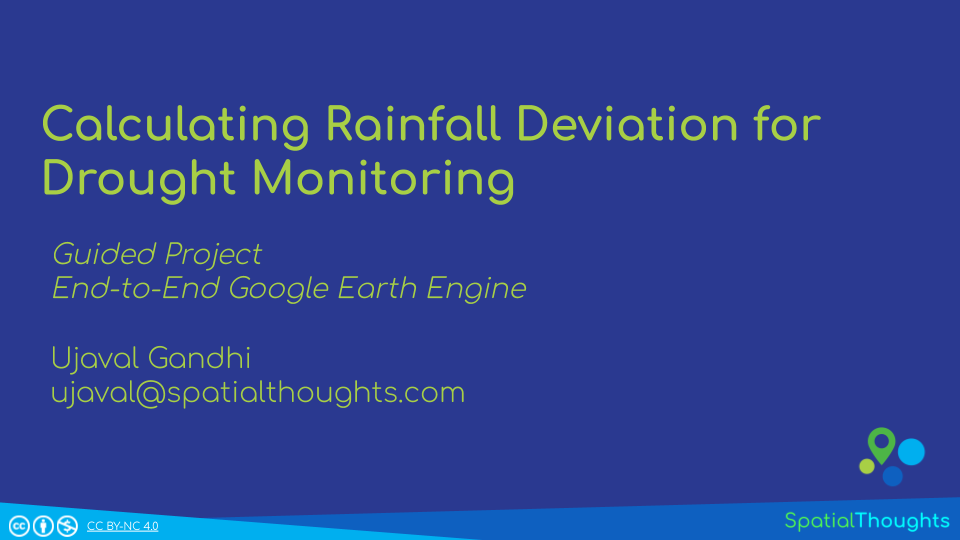 Calculating Rainfall Deviation for
Drought Monitoring
Guided Project
End-to-End Google Earth Engine
Ujaval Gandhi
ujaval@spatialthoughts.com
CC BY-NC 4.0
SpatialThoughts